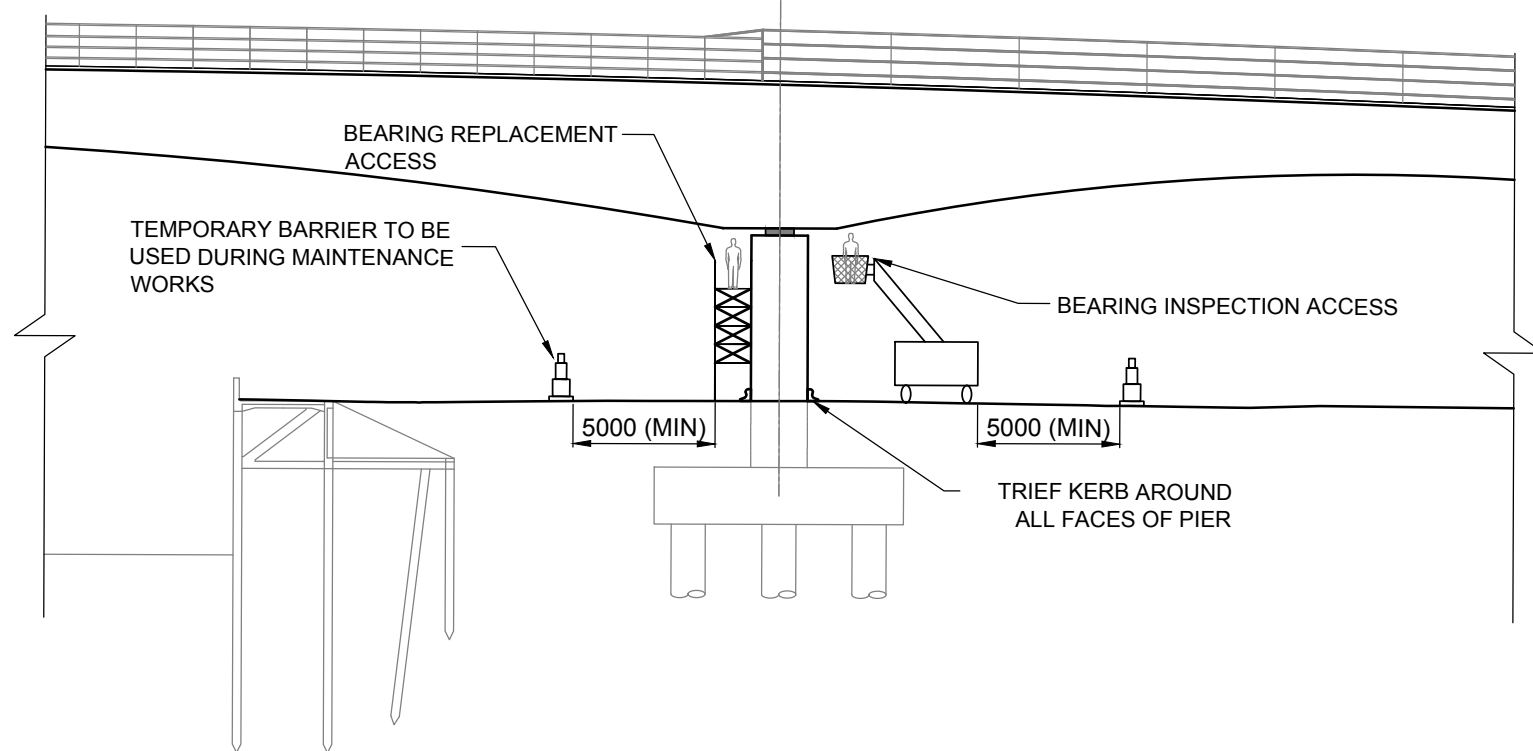 BEARING REPLACEMENT
ACCESS
TEMPORARY BARRIER TO BE
USED DURING MAINTENANCE
WORKS
BEARING INSPECTION ACCESS
5000 (MIN)
5000 (MIN)
TRIEF KERB AROUND
ALL FACES OF PIER